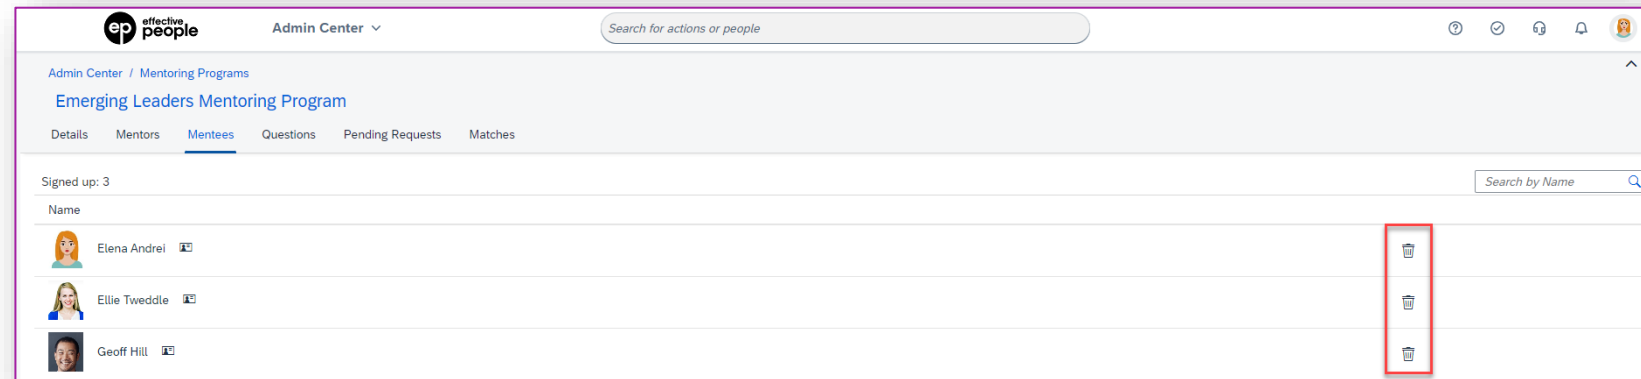 ep effective people
Admin Center
Search for actions or people
Admin Center / Mentoring Programs
Emerging Leaders Mentoring Program
Details Mentors Mentees Questions Pending Requests Matches
Signed up: 3
Search by Name
Name
Elena Andrei
Ellie Tweddle
Geoff Hill